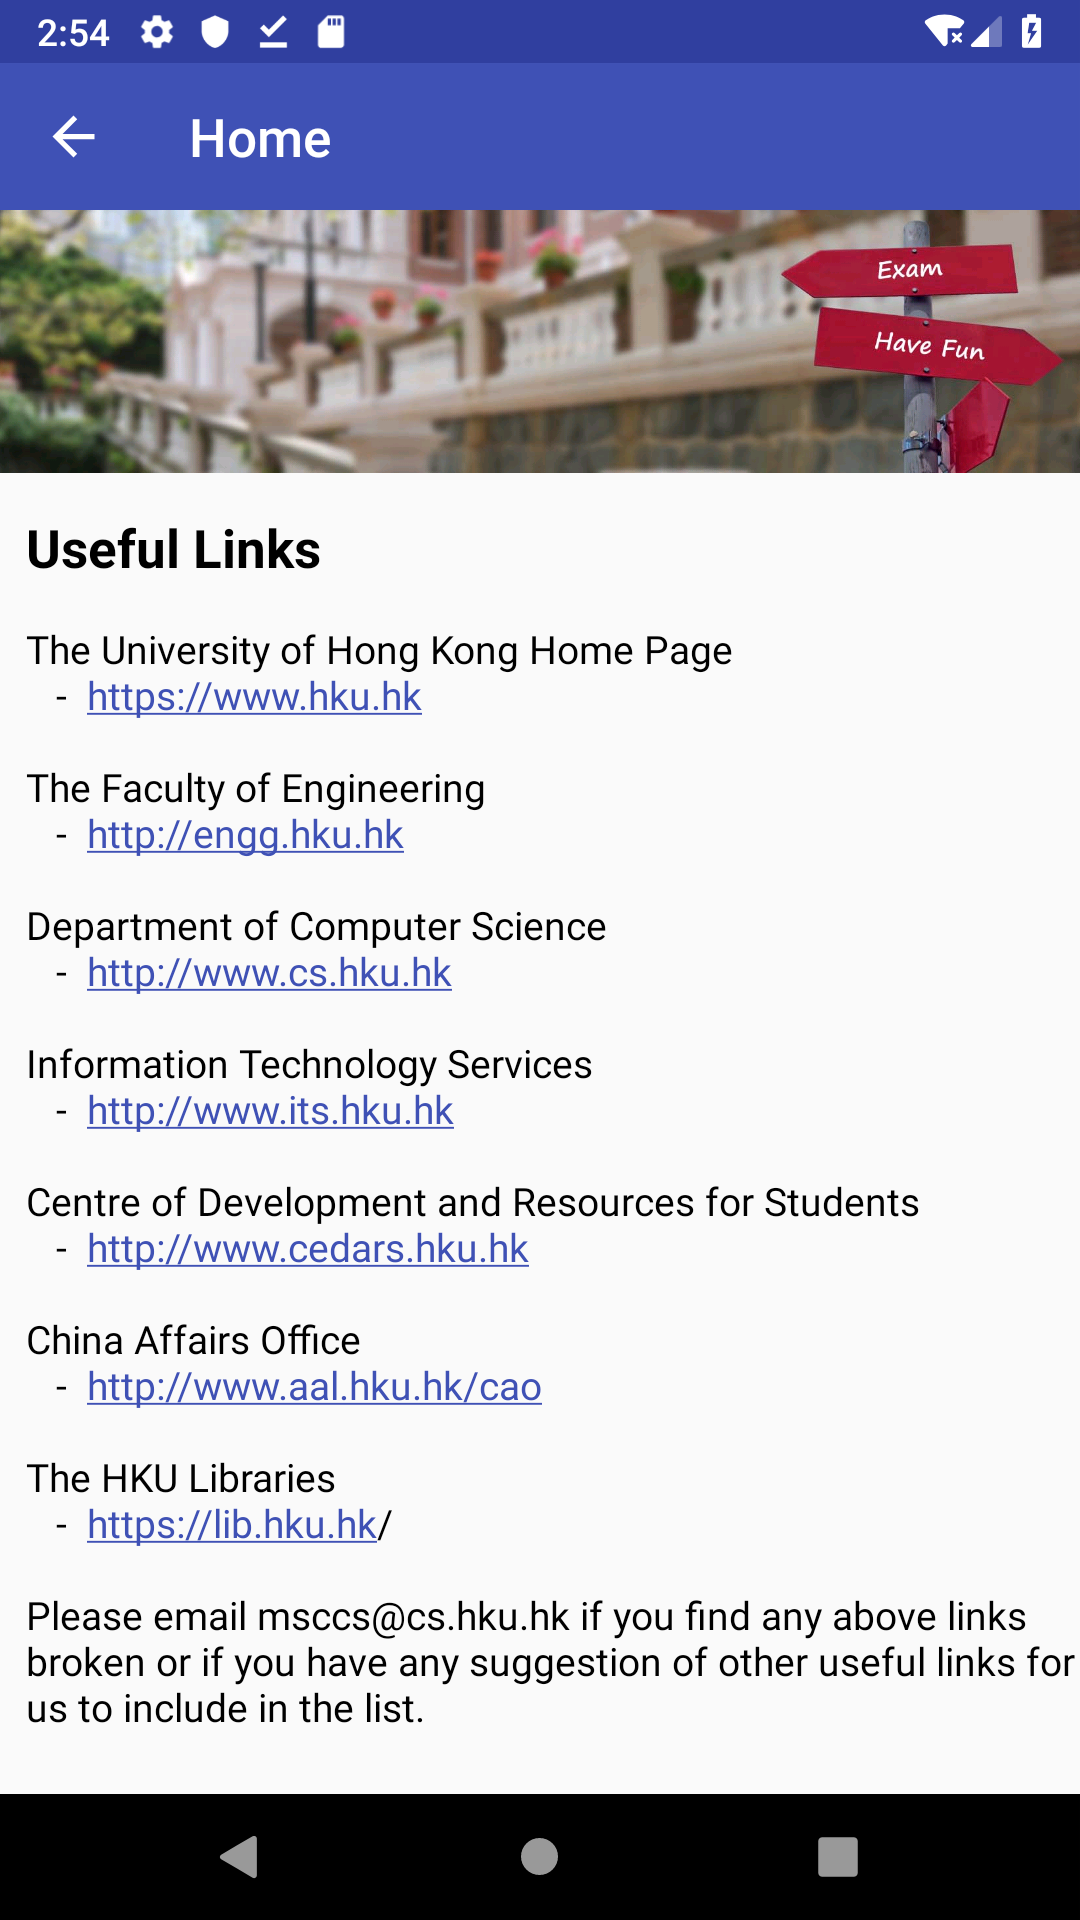 2:54
Home
Exam
Have Fun
Useful Links
The University of Hong Kong Home Page
- https://www.hku.hk
The Faculty of Engineering
- http://engg.hku.hk
Department of Computer Science
- http://www.cs.hku.hk
Information Technology Services
- http://www.its.hku.hk
Centre of Development and Resources for Students
- http://www.cedars.hku.hk
China Affairs Office
- http://www.aal.hku.hk/cao
The HKU Libraries
- https://lib.hku.hk/
Please email msccs@cs.hku.hk if you find any above links
broken or if you have any suggestion of other useful links for
us to include in the list.